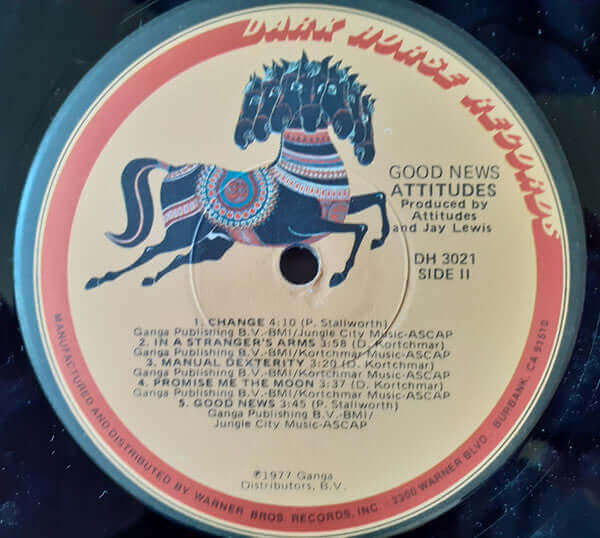 DARK HORSE RECORDS
GOOD NEWS
ATTITUDES
Produced by
Attitudes
and Jay Lewis
DH 3021
SIDE II
1. CHANGE 4:10 (P. Stallworth)
Ganga Publishing B.V.-BMI/Jungle City Music-ASCAP
2. IN A STRANGER'S ARMS 3:58 (D. Kortchmar)
Ganga Publishing B.V.-BMI/Kortchmar Music-ASCAP
3. MANUAL DEXTERITY 3:20 (D. Kortchmar)
Ganga Publishing B.V.-BMI/Kortchmar Music-ASCAP
4. PROMISE ME THE MOON 3:37 (D. Kortchmar)
Ganga Publishing B.V.-BMI/Kortchmar Music-ASCAP
5. GOOD NEWS 3:45 (P. Stallworth)
Ganga Publishing B.V.-BMI/
Jungle City Music-ASCAP
℗1977 Ganga
Distributors, B.V.
MANUFACTURED AND DISTRIBUTED BY WARNER BROS. RECORDS, INC. · 3300 WARNER BLVD. · BURBANK, CA 91510